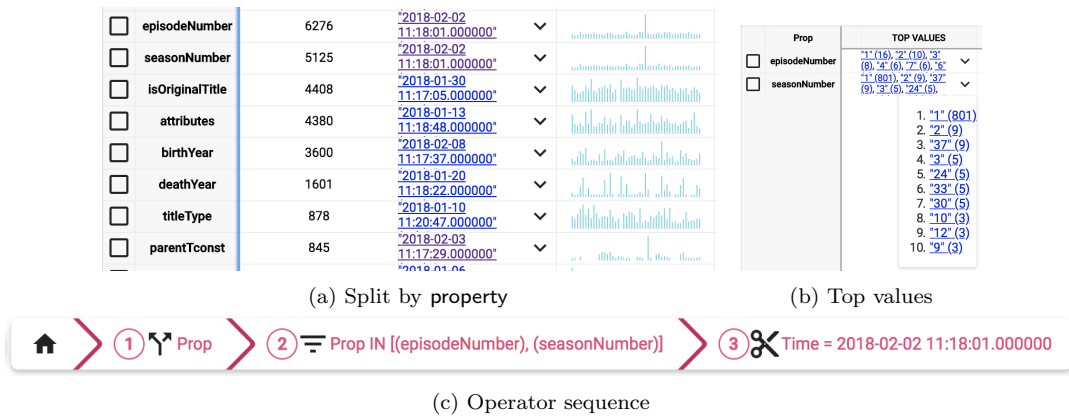 episodeNumber 6276 "2018-02-02 11:18:01.000000"
seasonNumber 5125 "2018-02-02 11:18:01.000000"
isOriginalTitle 4408 "2018-01-30 11:17:05.000000"
attributes 4380 "2018-01-13 11:18:48.000000"
birthYear 3600 "2018-02-08 11:17:37.000000"
deathYear 1601 "2018-01-20 11:18:22.000000"
titleType 878 "2018-01-10 11:20:47.000000"
parentTconst 845 "2018-02-03 11:17:29.000000"
"2018-01-06
(a) Split by property
Prop TOP VALUES
episodeNumber "1" (16), "2" (10), "3" (8), "4" (6), "7" (6), "6"
seasonNumber "1" (801), "2" (9), "37" (9), "3" (5), "24" (5),
1. "1" (801)
2. "2" (9)
3. "37" (9)
4. "3" (5)
5. "24" (5)
6. "33" (5)
7. "30" (5)
8. "10" (3)
9. "12" (3)
10. "9" (3)
(b) Top values
1 Prop 2 Prop IN [(episodeNumber), (seasonNumber)] 3 Time = 2018-02-02 11:18:01.000000
(c) Operator sequence